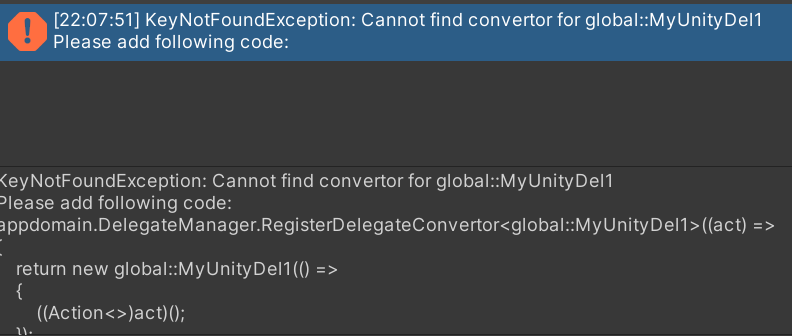 [22:07:51] KeyNotFoundException: Cannot find convertor for global::MyUnityDel1
Please add following code:
KeyNotFoundException: Cannot find convertor for global::MyUnityDel1
Please add following code:
appdomain.DelegateManager.RegisterDelegateConvertor<global::MyUnityDel1>((act) =>
{
return new global::MyUnityDel1(() =>
{
((Action<>)act)();
});